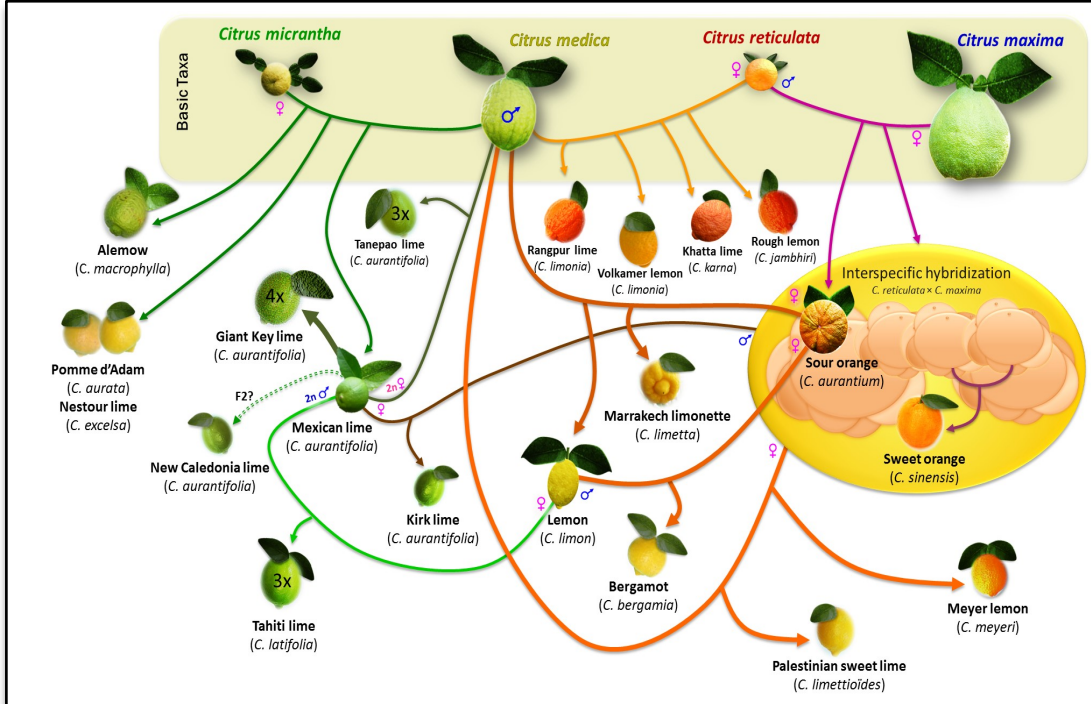 Basic Taxa
Citrus micrantha
Citrus medica
Citrus reticulata
Citrus maxima
♀
♂
♀
♂
♀
Alemow
(C. macrophylla)
3x
Tanepao lime
(C. aurantifolia)
Rangpur lime
(C. limonia)
Volkamer lemon
(C. limonia)
Khatta lime
(C. karna)
Rough lemon
(C. jambhiri)
Interspecific hybridization
C. reticulata × C. maxima
4x
Giant Key lime
(C. aurantifolia)
♀
♂
♀
Sour orange
(C. aurantium)
Pomme d’Adam
(C. aurata)
Nestour lime
(C. excelsa)
F2?
2n ♂
2n♀
♀
Mexican lime
(C. aurantifolia)
Marrakech limonette
(C. limetta)
Sweet orange
(C. sinensis)
♀
New Caledonia lime
(C. aurantifolia)
Kirk lime
(C. aurantifolia)
♀
♂
Lemon
(C. limon)
3x
Tahiti lime
(C. latifolia)
Bergamot
(C. bergamia)
Meyer lemon
(C. meyeri)
Palestinian sweet lime
(C. limettioïdes)